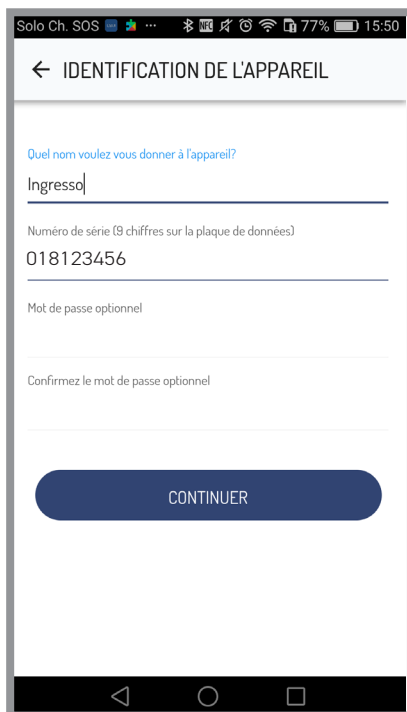 Solo Ch. SOS ... 77% 15:50
IDENTIFICATION DE L'APPAREIL
Quel nom voulez vous donner à l'appareil?
Ingresso
Numéro de série (9 chiffres sur la plaque de données)
018123456
Mot de passe optionnel
Confirmez le mot de passe optionnel
CONTINUER